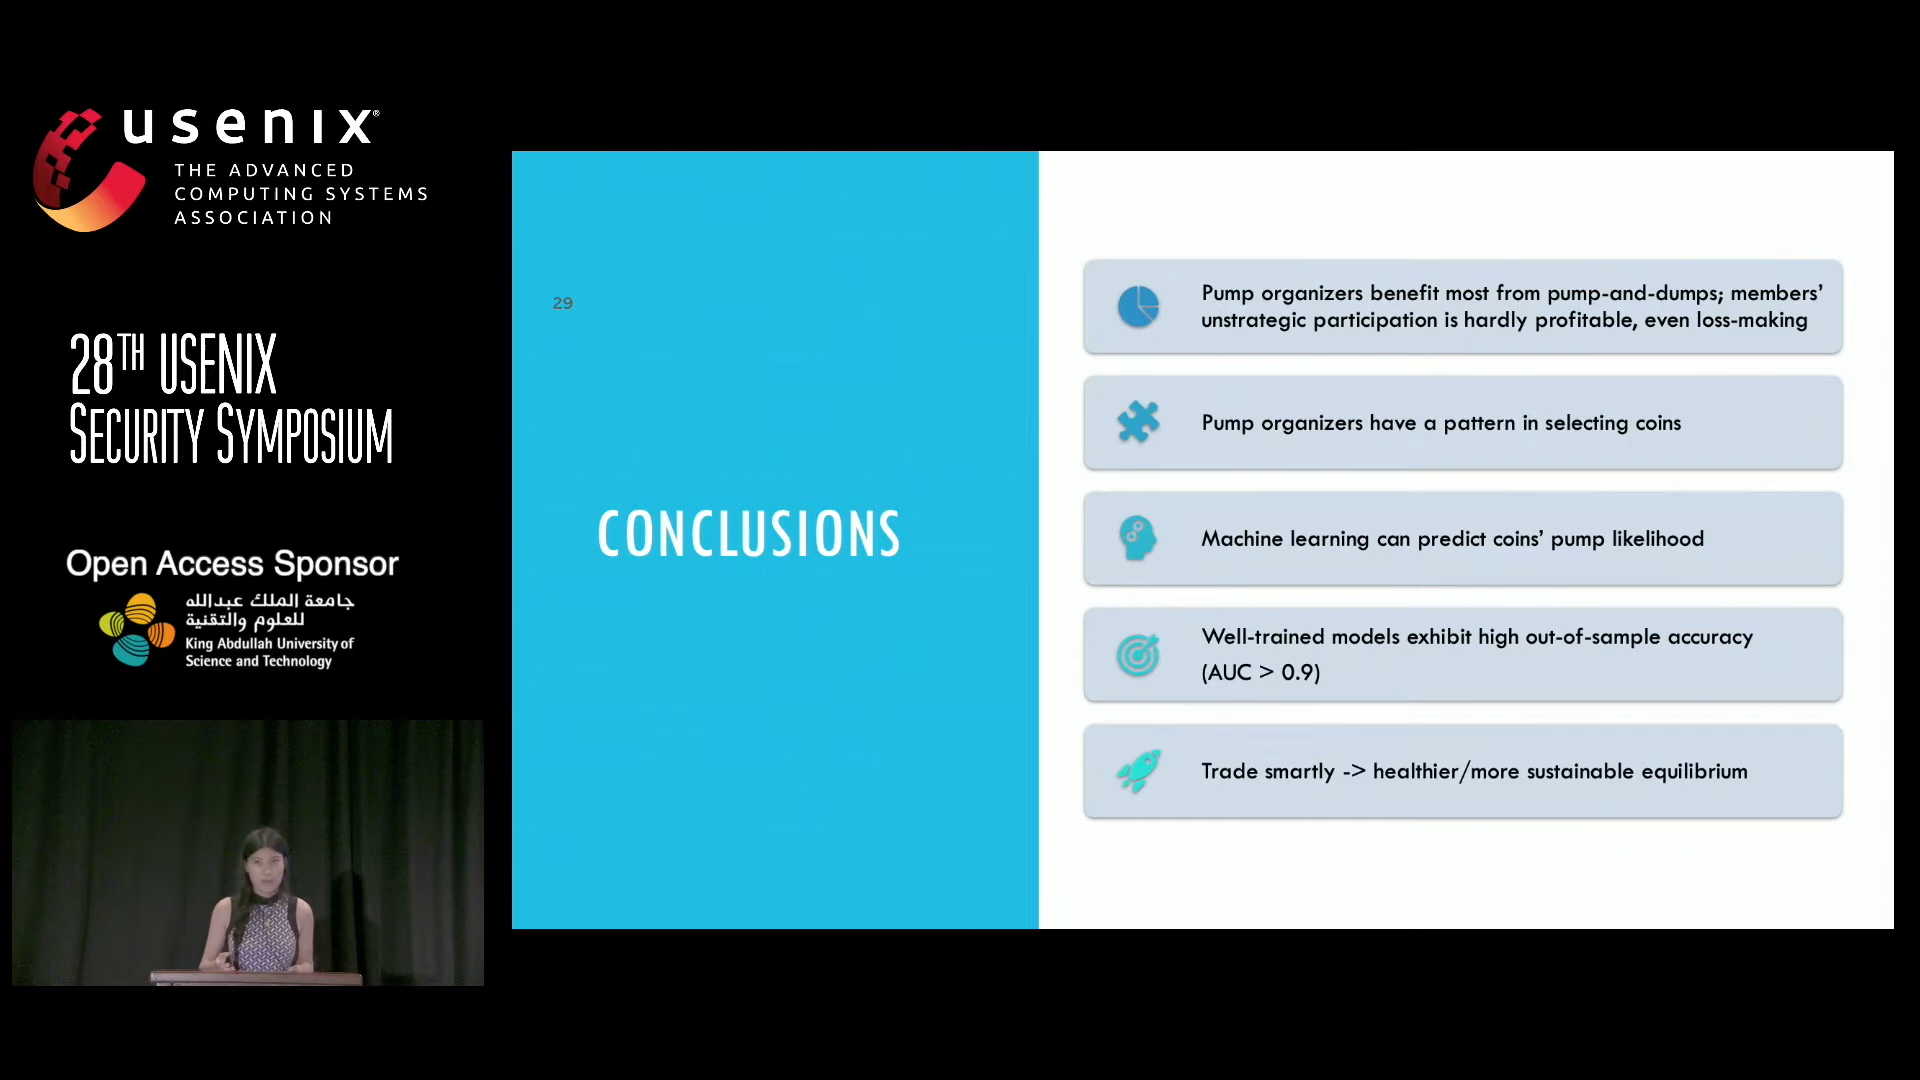 usenix®
THE ADVANCED
COMPUTING SYSTEMS
ASSOCIATION
28TH USENIX
SECURITY SYMPOSIUM
Open Access Sponsor
جامعة الملك عبدالله
للعلوم والتقنية
King Abdullah University of
Science and Technology
29
CONCLUSIONS
Pump organizers benefit most from pump-and-dumps; members’
unstrategic participation is hardly profitable, even loss-making
Pump organizers have a pattern in selecting coins
Machine learning can predict coins’ pump likelihood
Well-trained models exhibit high out-of-sample accuracy
(AUC > 0.9)
Trade smartly -> healthier/more sustainable equilibrium